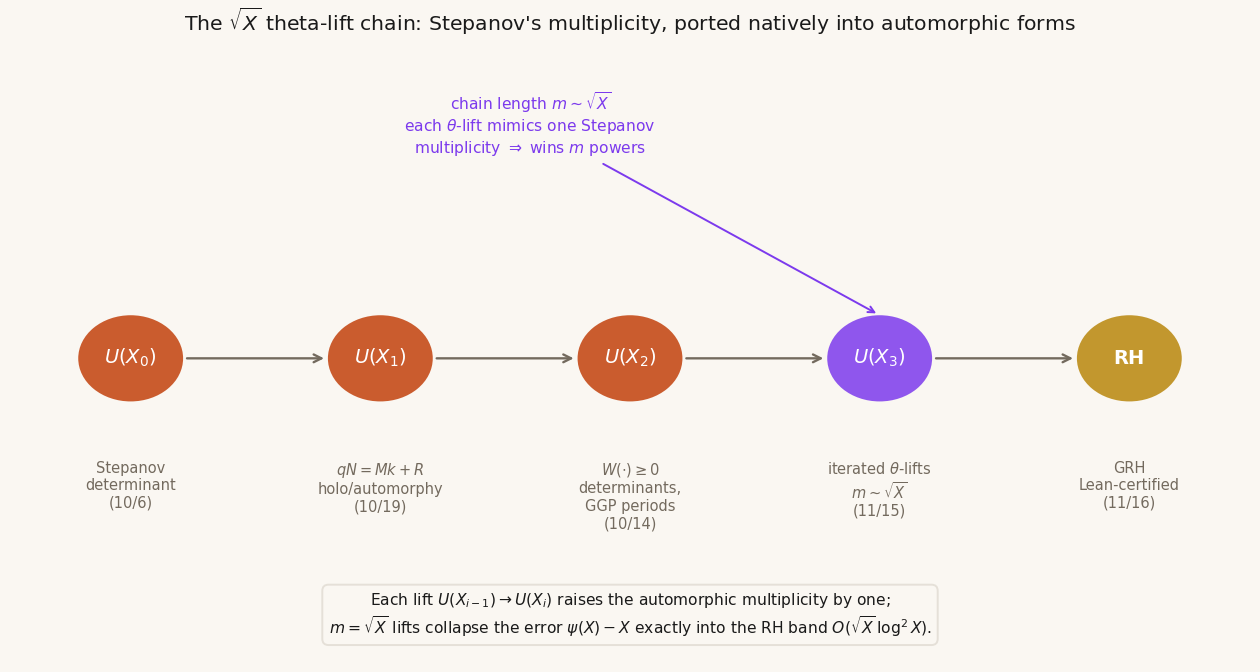 The √X theta-lift chain: Stepanov's multiplicity, ported natively into automorphic forms
chain length m ~ √X
each θ-lift mimics one Stepanov
multiplicity ⇒ wins m powers
U(X₀)
U(X₁)
U(X₂)
U(X₃)
RH
Stepanov
determinant
(10/6)
qN = Mk + R
holo/automorphy
(10/19)
W(·) ≥ 0
determinants,
GGP periods
(10/14)
iterated θ-lifts
m ~ √X
(11/15)
GRH
Lean-certified
(11/16)
Each lift U(Xᵢ₋₁) → U(Xᵢ) raises the automorphic multiplicity by one;
m = √X lifts collapse the error ψ(X) − X exactly into the RH band O(√X log² X).